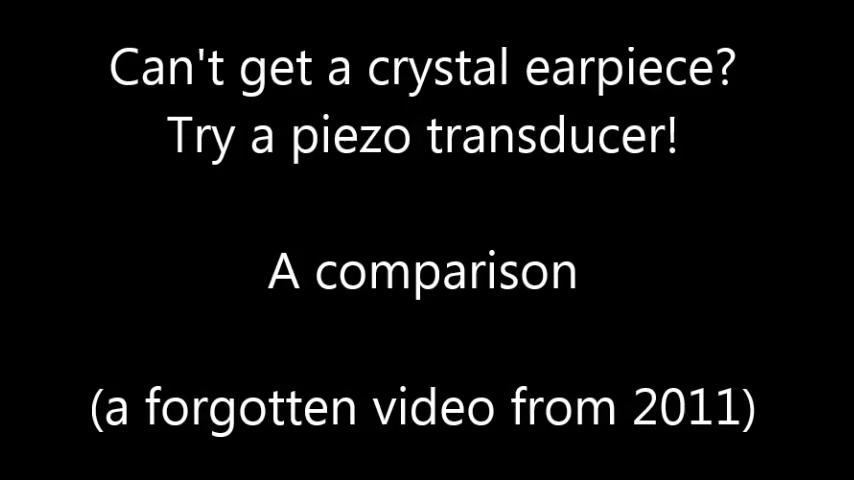 Can't get a crystal earpiece?
Try a piezo transducer!
A comparison
(a forgotten video from 2011)